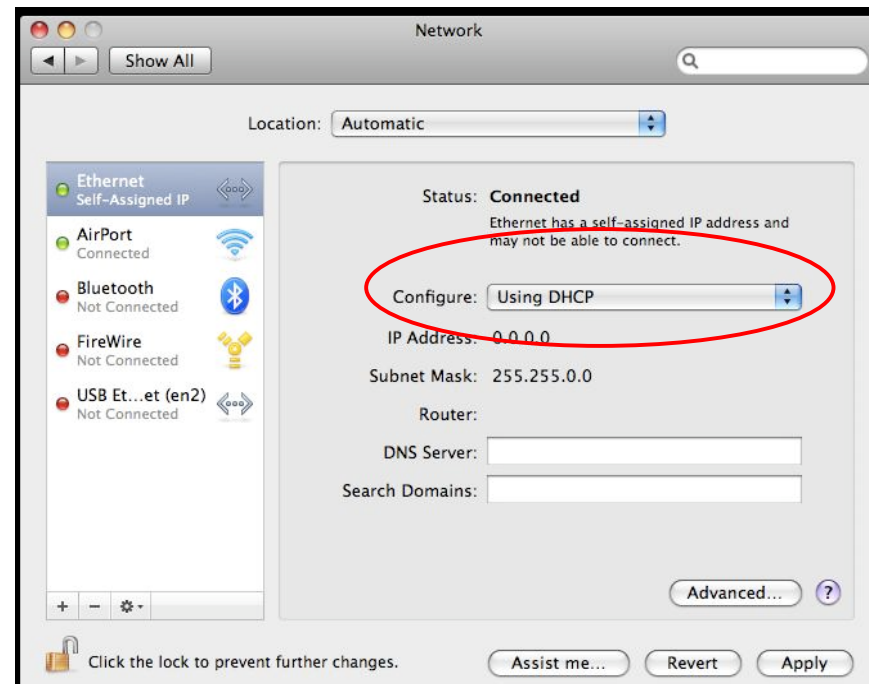 Network
Show All
Location: Automatic
Ethernet
Self-Assigned IP
AirPort
Connected
Bluetooth
Not Connected
FireWire
Not Connected
USB Et...et (en2)
Not Connected
Status: Connected
Ethernet has a self-assigned IP address and
may not be able to connect.
Configure: Using DHCP
IP Address: 0.0.0.0
Subnet Mask: 255.255.0.0
Router:
DNS Server:
Search Domains:
Advanced... ?
+ −
Click the lock to prevent further changes.
Assist me... Revert Apply